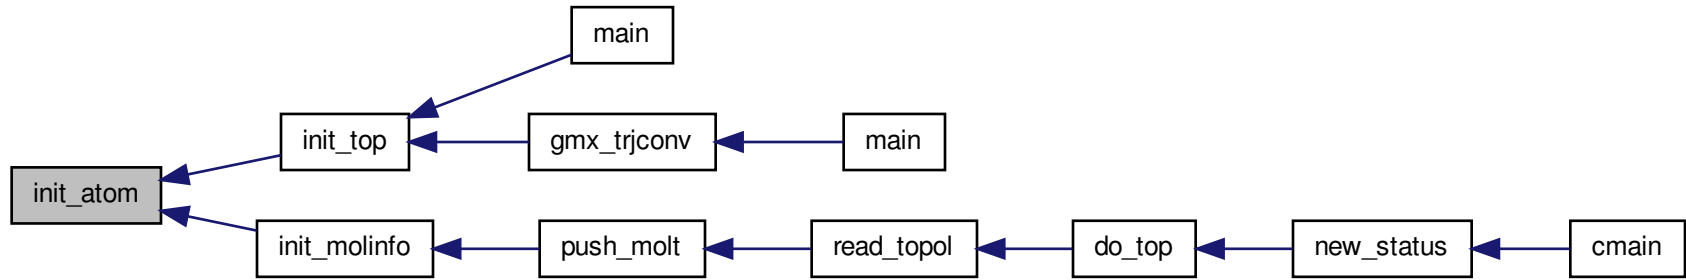 main
init_top
gmx_trjconv
main
init_atom
init_molinfo
push_molt
read_topol
do_top
new_status
cmain